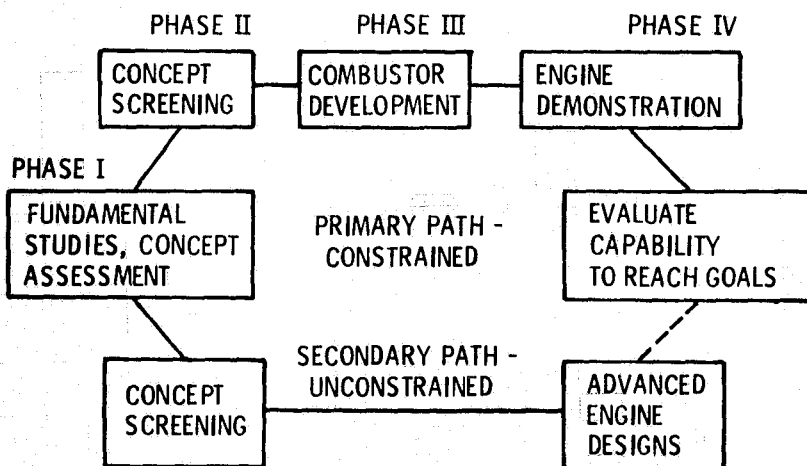 PHASE II
PHASE III
PHASE IV
CONCEPT
SCREENING
COMBUSTOR
DEVELOPMENT
ENGINE
DEMONSTRATION
PHASE I
FUNDAMENTAL
STUDIES, CONCEPT
ASSESSMENT
PRIMARY PATH -
CONSTRAINED
EVALUATE
CAPABILITY
TO REACH GOALS
CONCEPT
SCREENING
SECONDARY PATH -
UNCONSTRAINED
ADVANCED
ENGINE
DESIGNS